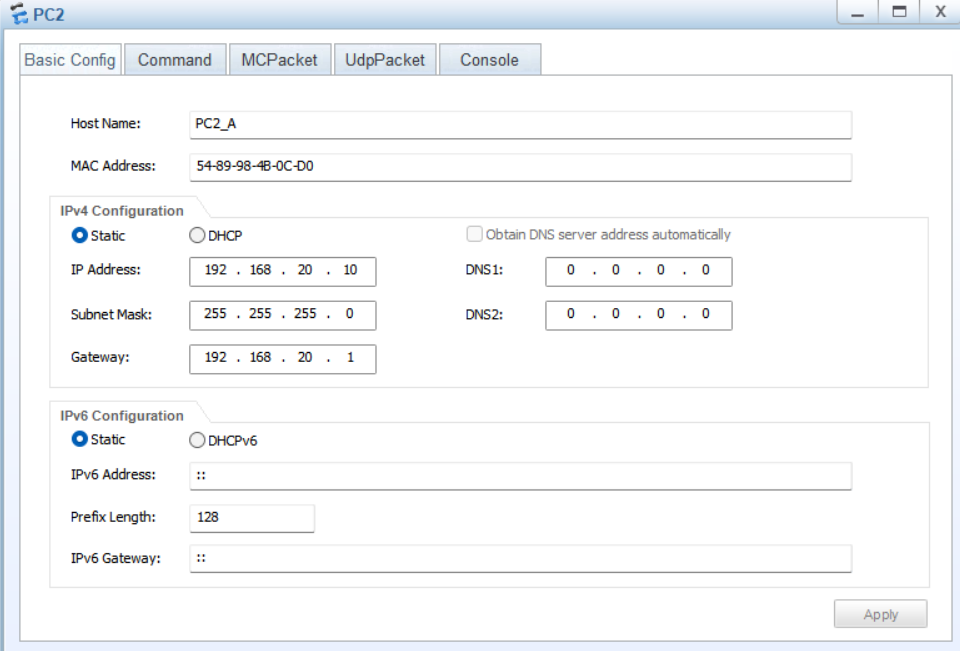 PC2
Basic Config Command MCPacket UdpPacket Console
Host Name: PC2_A
MAC Address: 54-89-98-4B-0C-D0
IPv4 Configuration
Static DHCP Obtain DNS server address automatically
IP Address: 192 . 168 . 20 . 10 DNS1: 0 . 0 . 0 . 0
Subnet Mask: 255 . 255 . 255 . 0 DNS2: 0 . 0 . 0 . 0
Gateway: 192 . 168 . 20 . 1
IPv6 Configuration
Static DHCPv6
IPv6 Address: ::
Prefix Length: 128
IPv6 Gateway: ::
Apply